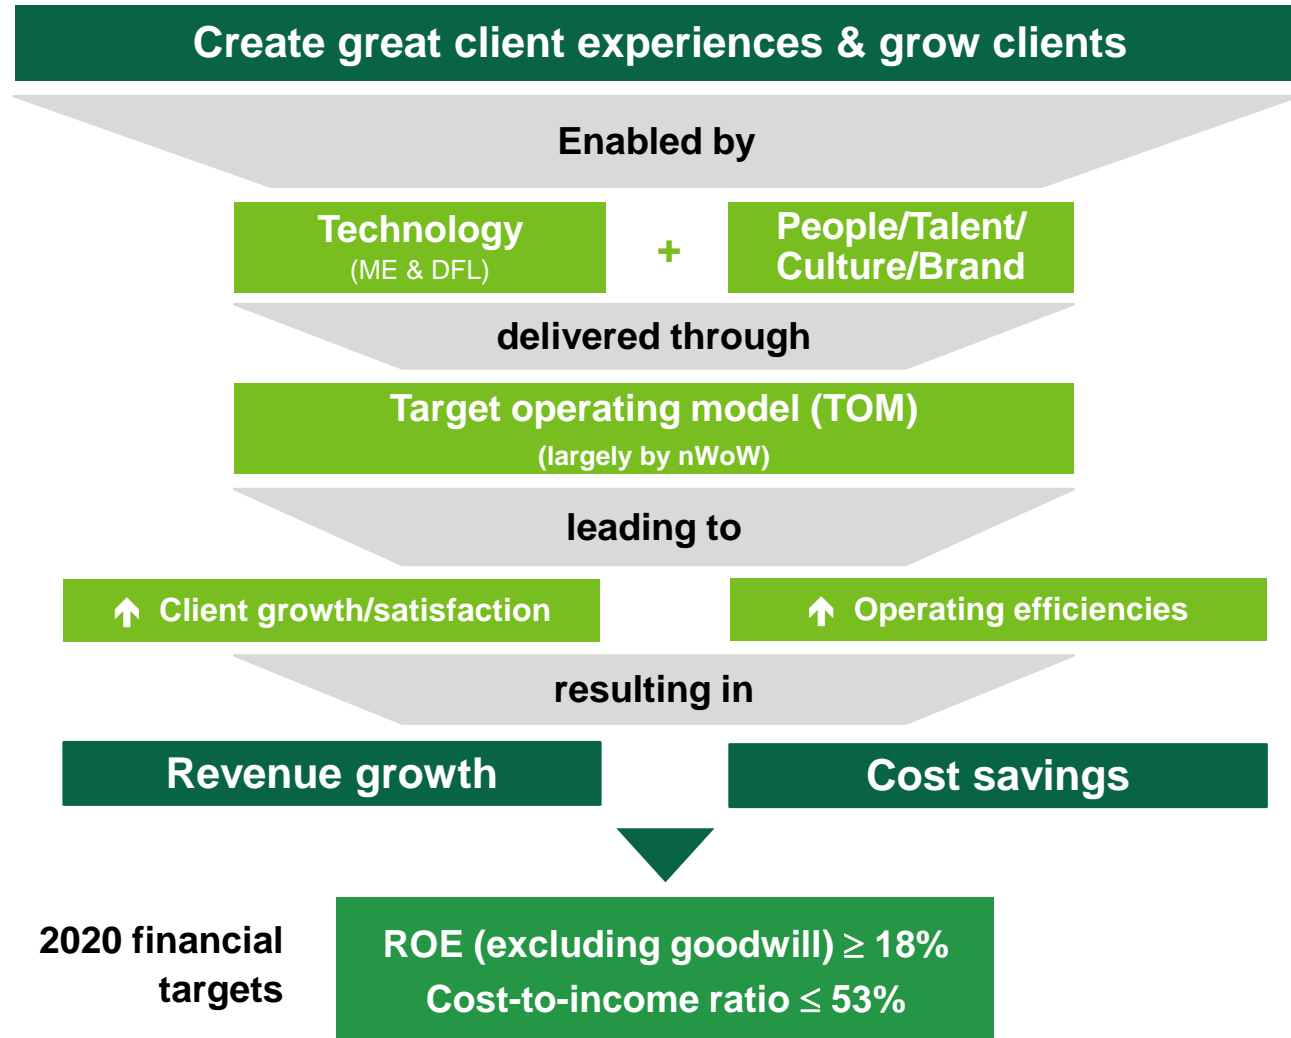 Create great client experiences & grow clients
Enabled by
Technology
(ME & DFL)
+
People/Talent/
Culture/Brand
delivered through
Target operating model (TOM)
(largely by nWoW)
leading to
↑ Client growth/satisfaction
↑ Operating efficiencies
resulting in
Revenue growth
Cost savings
2020 financial
targets
ROE (excluding goodwill) ≥ 18%
Cost-to-income ratio ≤ 53%